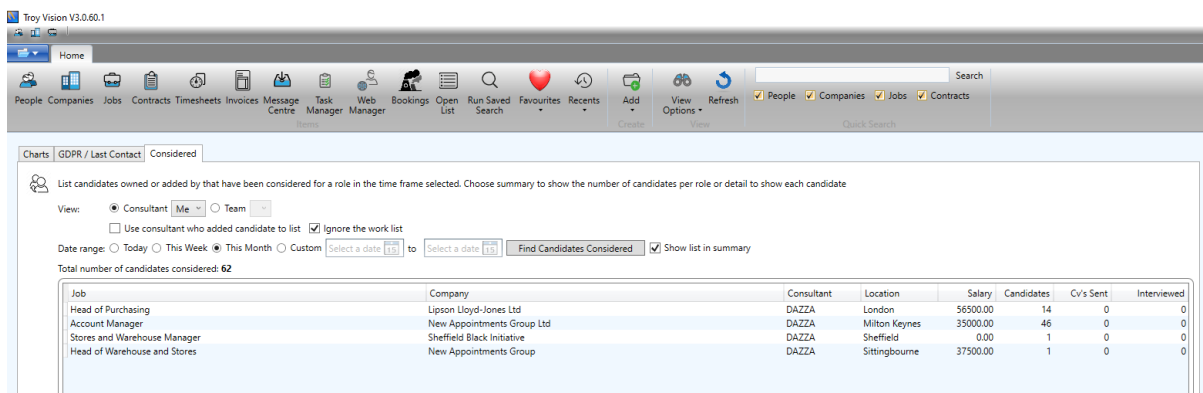 Troy Vision V3.0.60.1
Home
People Companies Jobs Contracts Timesheets Invoices Message Centre Task Manager Web Manager Bookings Open List Run Saved Search Favourites Recents Add View Options Refresh
Search
People Companies Jobs Contracts
Items Create View Quick Search
Charts GDPR / Last Contact Considered
List candidates owned or added by that have been considered for a role in the time frame selected. Choose summary to show the number of candidates per role or detail to show each candidate
View: Consultant Me Team
Use consultant who added candidate to list Ignore the work list
Date range: Today This Week This Month Custom Select a date 15 to Select a date 15 Find Candidates Considered Show list in summary
Total number of candidates considered: 62
Job Company Consultant Location Salary Candidates Cv's Sent Interviewed
Head of Purchasing Lipson Lloyd-Jones Ltd DAZZA London 56500.00 14 0 0
Account Manager New Appointments Group Ltd DAZZA Milton Keynes 35000.00 46 0 0
Stores and Warehouse Manager Sheffield Black Initiative DAZZA Sheffield 0.00 1 0 0
Head of Warehouse and Stores New Appointments Group DAZZA Sittingbourne 37500.00 1 0 0